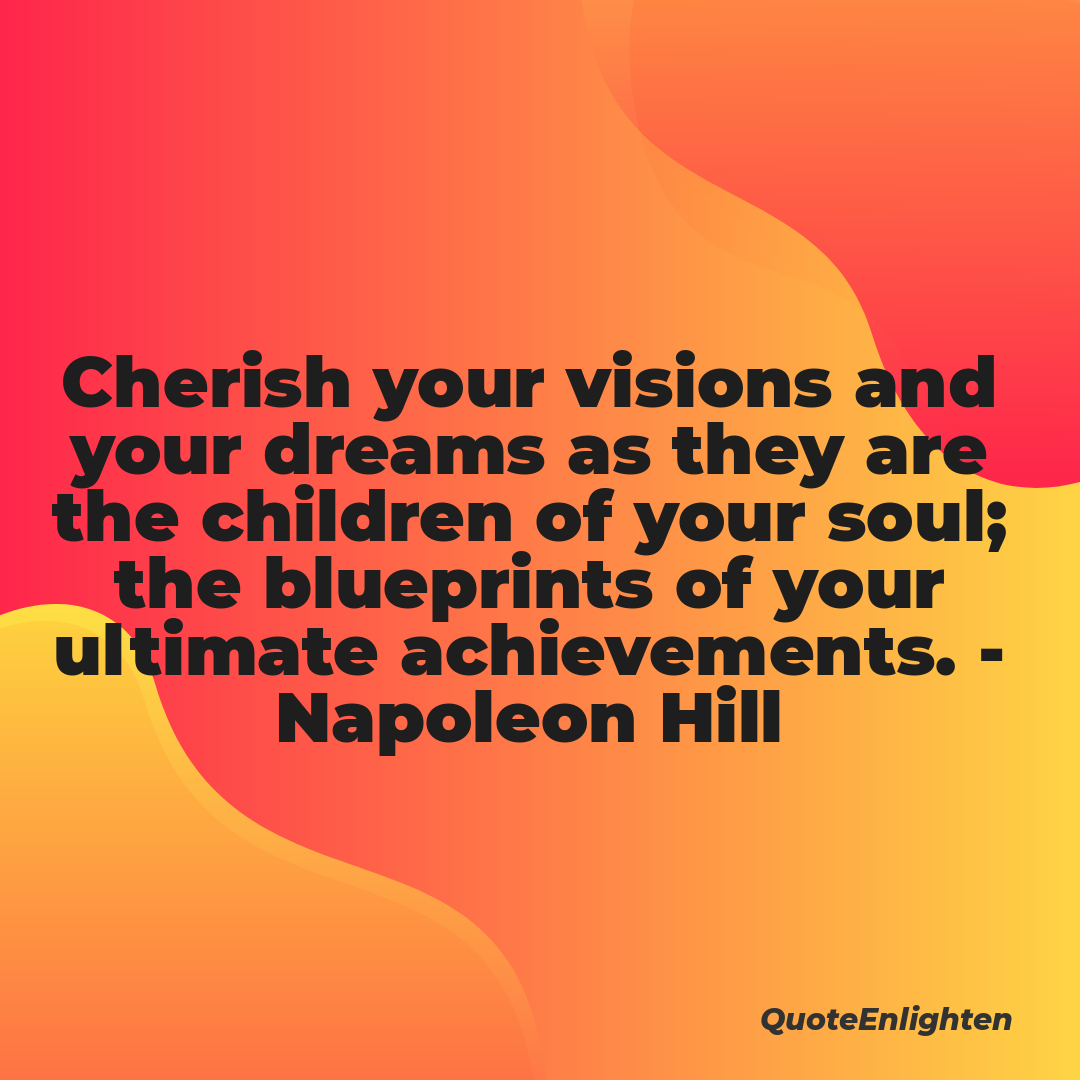 Cherish your visions and
your dreams as they are
the children of your soul;
the blueprints of your
ultimate achievements. -
Napoleon Hill
QuoteEnlighten